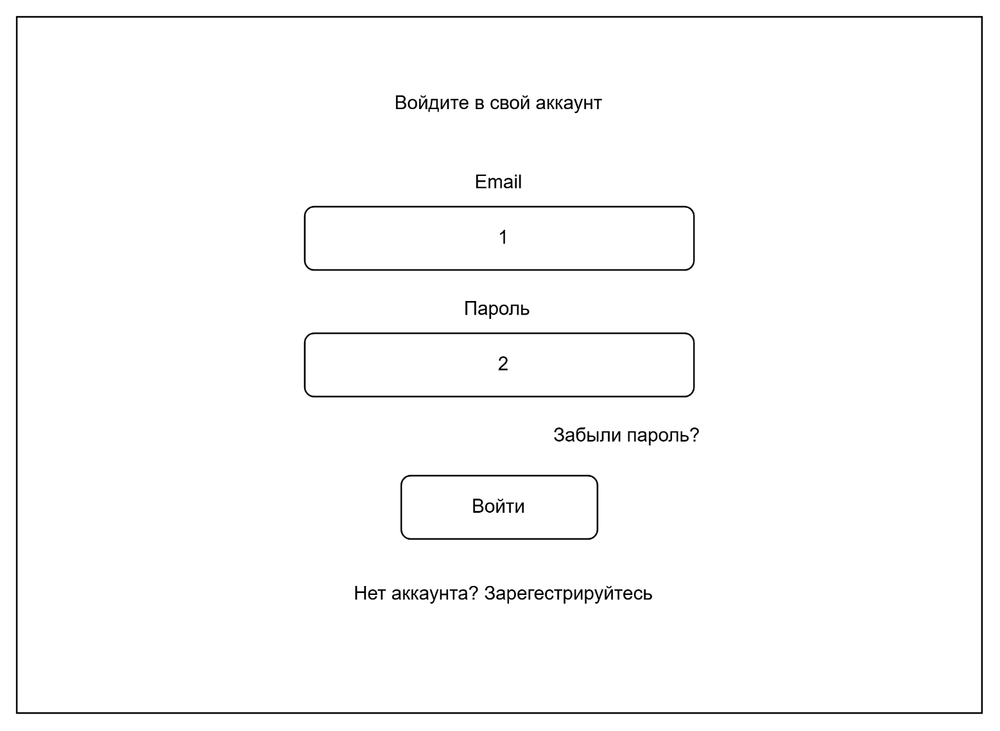 Войдите в свой аккаунт
Email
1
Пароль
2
Забыли пароль?
Войти
Нет аккаунта? Зарегестрируйтесь